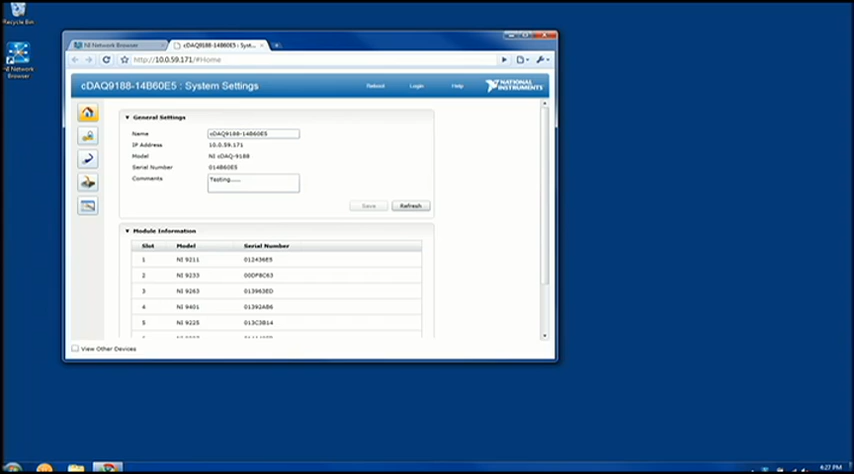 Recycle Bin
NI Network
Browser
NI Network Browser
cDAQ9188-14B60E5 : Syst...
http://10.0.59.171/#Home
cDAQ9188-14B60E5 : System Settings
Reboot
Login
Help
NATIONAL
INSTRUMENTS
General Settings
Name cDAQ9188-14B60E5
IP Address 10.0.59.171
Model NI cDAQ-9188
Serial Number 014B60E5
Comments Testing.....
Save
Refresh
Module Information
Slot Model Serial Number
1 NI 9211 012436E5
2 NI 9233 00DF8C63
3 NI 9263 013963ED
4 NI 9401 01392AB6
5 NI 9225 013C3B14
View Other Devices
4:27 PM